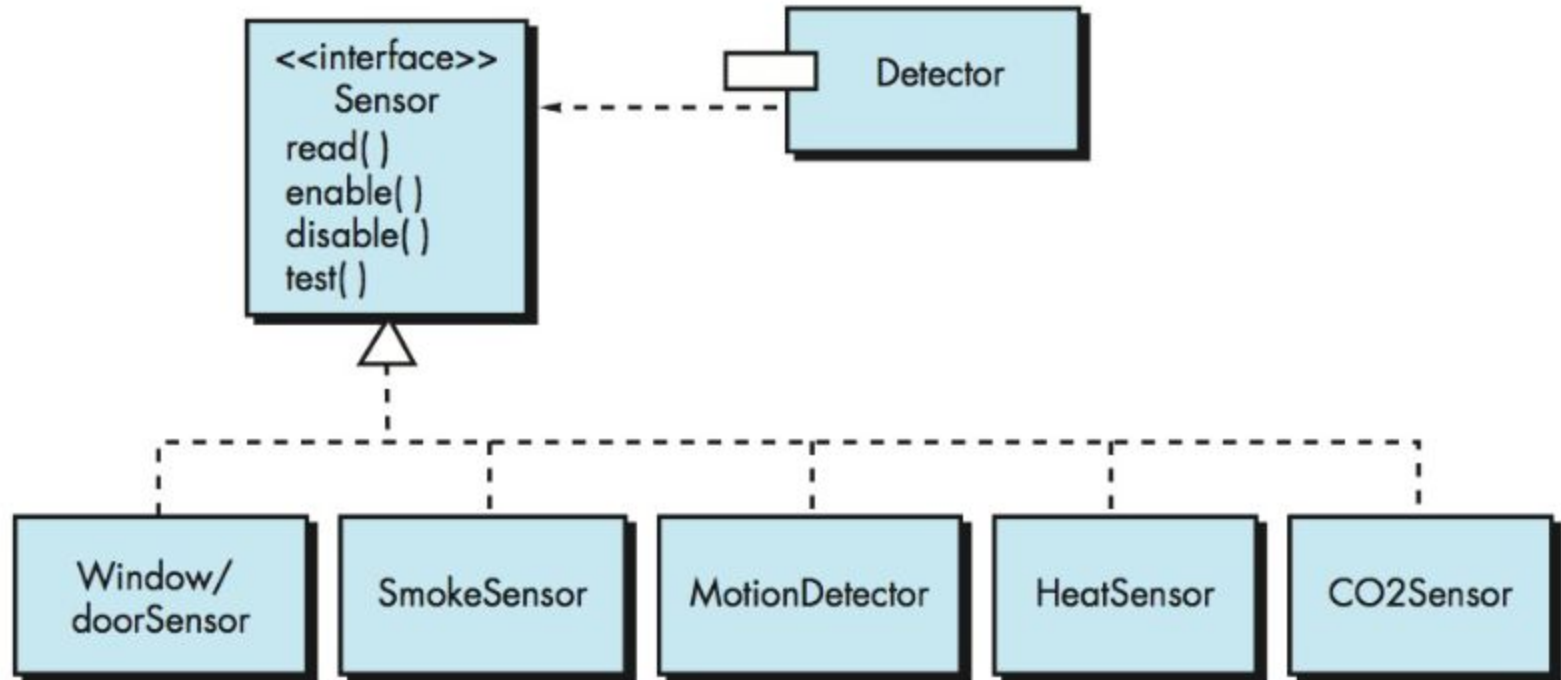 <<interface>>
Sensor
read( )
enable( )
disable( )
test( )
Detector
Window/
doorSensor
SmokeSensor
MotionDetector
HeatSensor
CO2Sensor